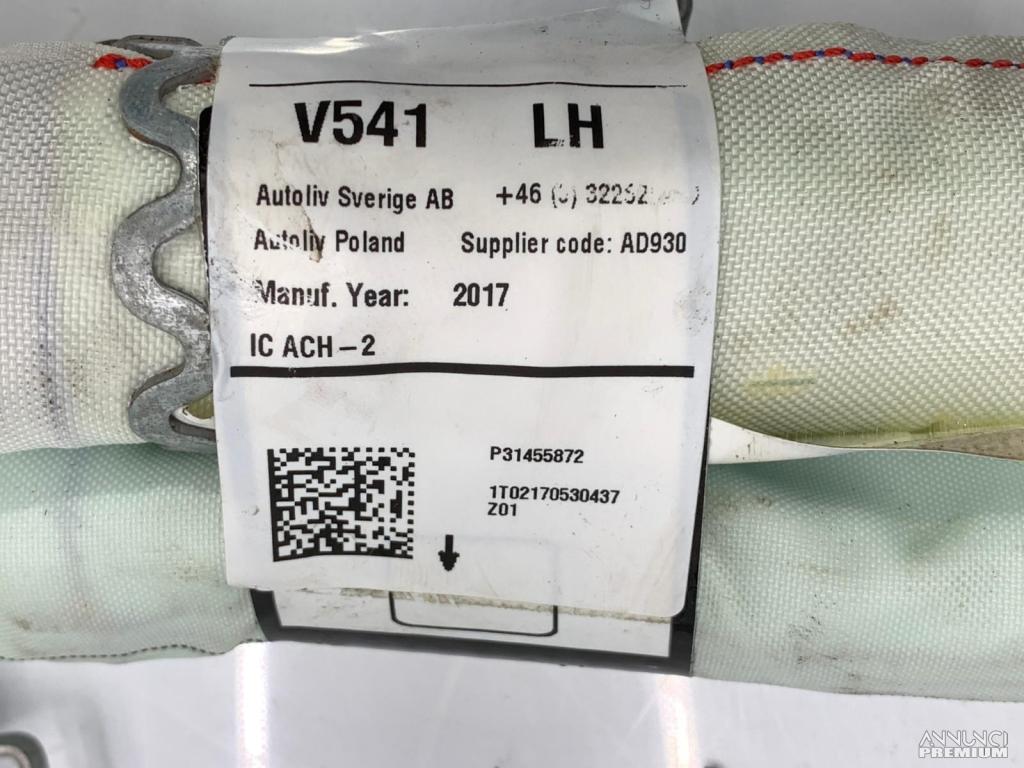 V541 LH
Autoliv Sverige AB +46
Autoliv Poland Supplier code: AD930
Manuf. Year: 2017
IC ACH-2
P31455872
1T02170530437
Z01
ANNUNCI
PREMIUM